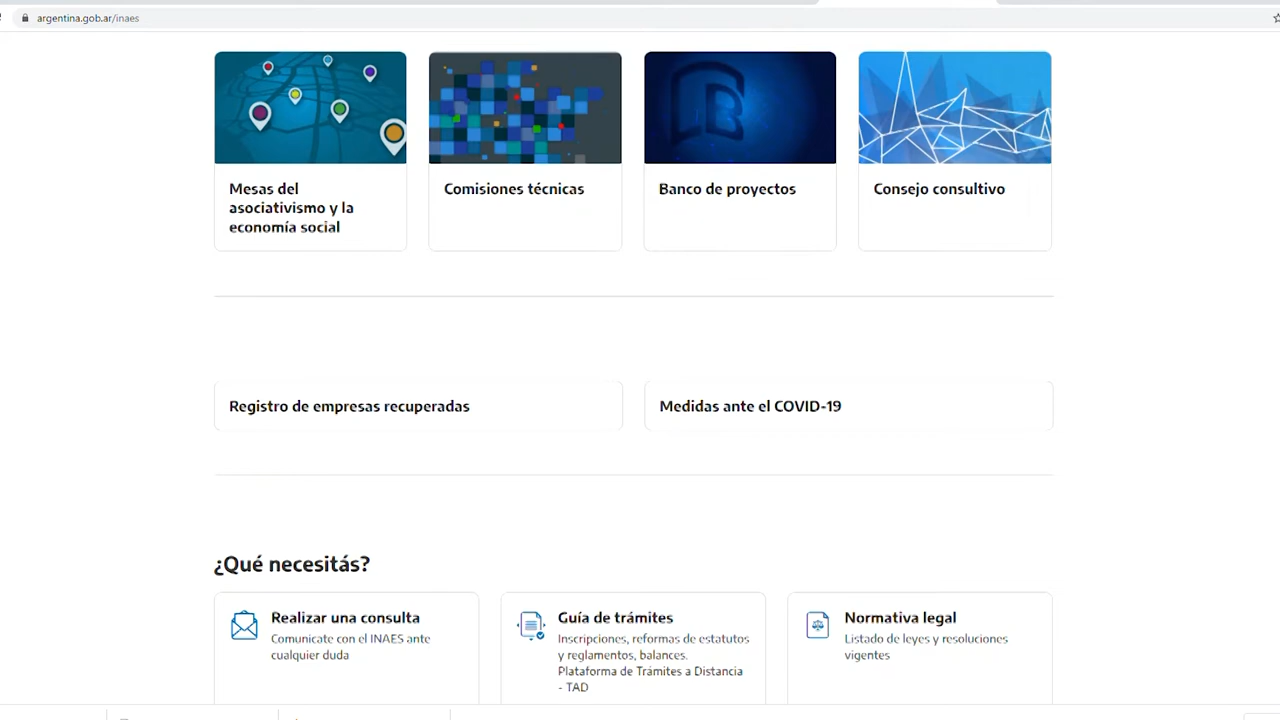 argentina.gob.ar/inaes
Mesas del
asociativismo y la
economía social
Comisiones técnicas
Banco de proyectos
Consejo consultivo
Registro de empresas recuperadas
Medidas ante el COVID-19
¿Qué necesitás?
Realizar una consulta
Comunicate con el INAES ante
cualquier duda
Guía de trámites
Inscripciones, reformas de estatutos
y reglamentos, balances.
Plataforma de Trámites a Distancia
- TAD
Normativa legal
Listado de leyes y resoluciones
vigentes